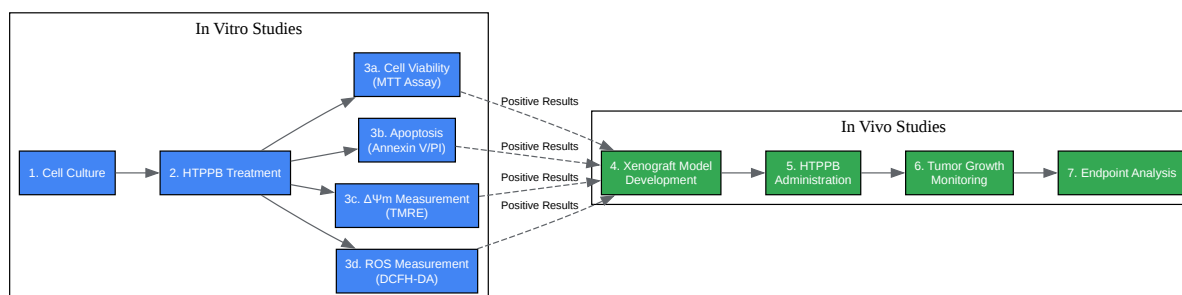 In Vitro Studies
1. Cell Culture
2. HTPPB Treatment
3a. Cell Viability
(MTT Assay)
3b. Apoptosis
(Annexin V/PI)
3c. ΔΨm Measurement
(TMRE)
3d. ROS Measurement
(DCFH-DA)
Positive Results
Positive Results
Positive Results
Positive Results
In Vivo Studies
4. Xenograft Model
Development
5. HTPPB
Administration
6. Tumor Growth
Monitoring
7. Endpoint Analysis